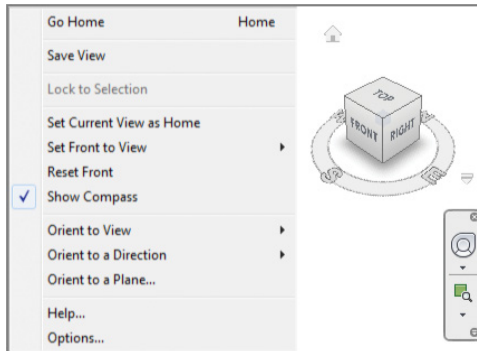 Go Home Home
Save View
Lock to Selection
Set Current View as Home
Set Front to View
Reset Front
Show Compass
Orient to View
Orient to a Direction
Orient to a Plane...
Help...
Options...
TOP
FRONT
RIGHT
S
E